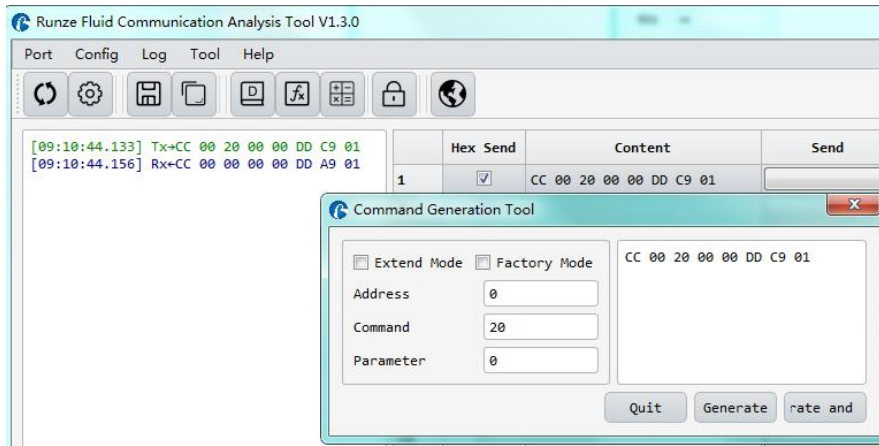 Runze Fluid Communication Analysis Tool V1.3.0
Port Config Log Tool Help
[09:10:44.133] Tx→CC 00 20 00 00 DD C9 01
[09:10:44.156] Rx←CC 00 00 00 00 DD A9 01
Hex Send Content Send
1 CC 00 20 00 00 DD C9 01
Command Generation Tool
Extend Mode Factory Mode
CC 00 20 00 00 DD C9 01
Address 0
Command 20
Parameter 0
Quit Generate rate and